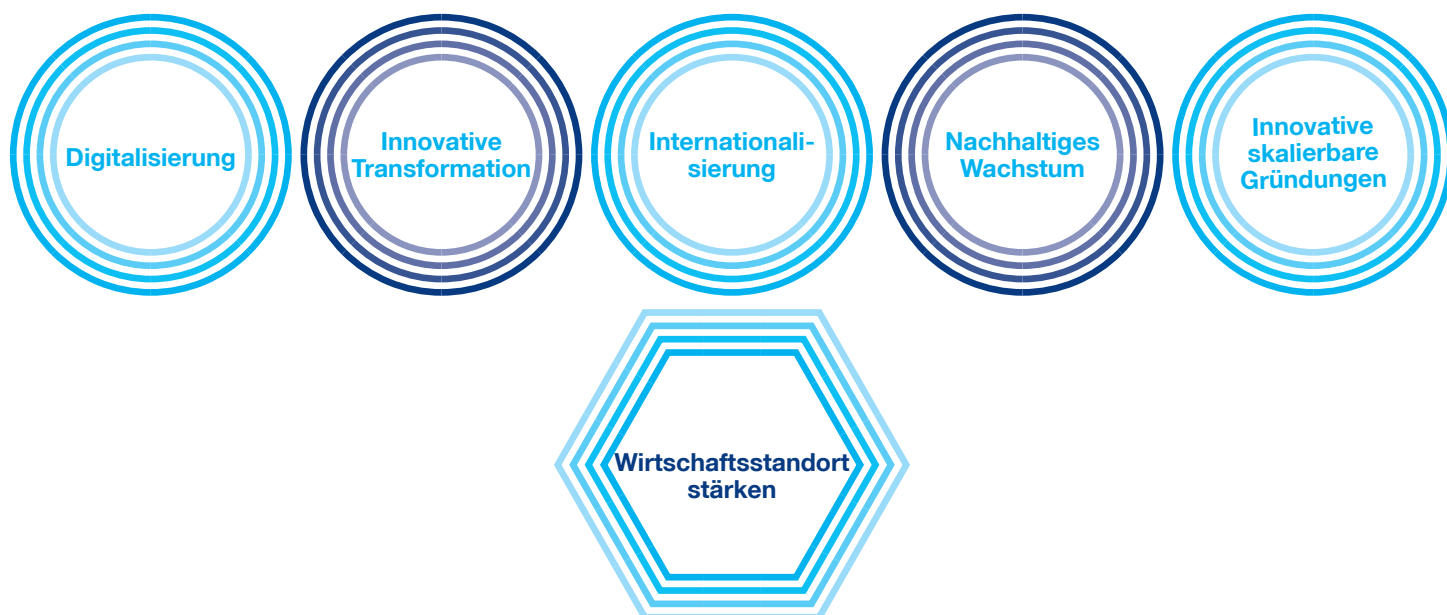 Digitalisierung
Innovative
Transformation
Internationali-
sierung
Nachhaltiges
Wachstum
Innovative
skalierbare
Gründungen
Wirtschaftsstandort
stärken